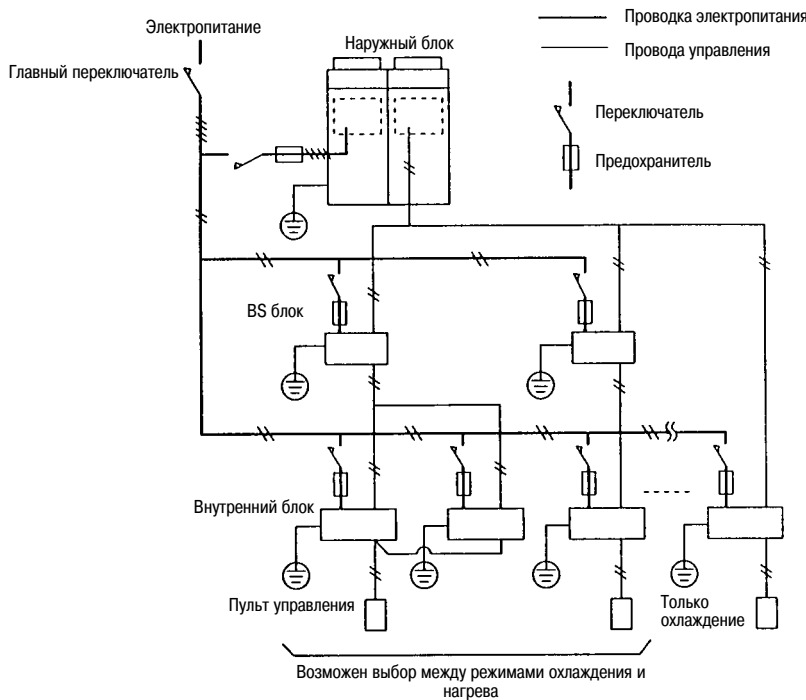 Электропитание
Главный переключатель
Наружный блок
Проводка электропитания
Провода управления
Переключатель
Предохранитель
BS блок
Внутренний блок
Пульт управления
Только
охлаждение
Возможен выбор между режимами охлаждения и
нагрева